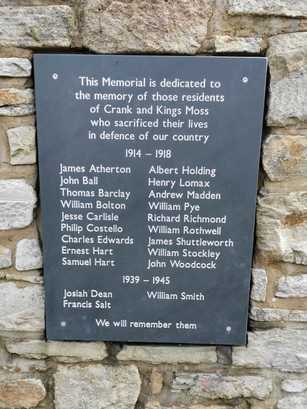 This Memorial is dedicated to
the memory of those residents
of Crank and Kings Moss
who sacrificed their lives
in defence of our country
1914 – 1918
James Atherton Albert Holding
John Ball Henry Lomax
Thomas Barclay Andrew Madden
William Bolton William Pye
Jesse Carlisle Richard Richmond
Philip Costello William Rothwell
Charles Edwards James Shuttleworth
Ernest Hart William Stockley
Samuel Hart John Woodcock
1939 – 1945
Josiah Dean William Smith
Francis Salt
We will remember them